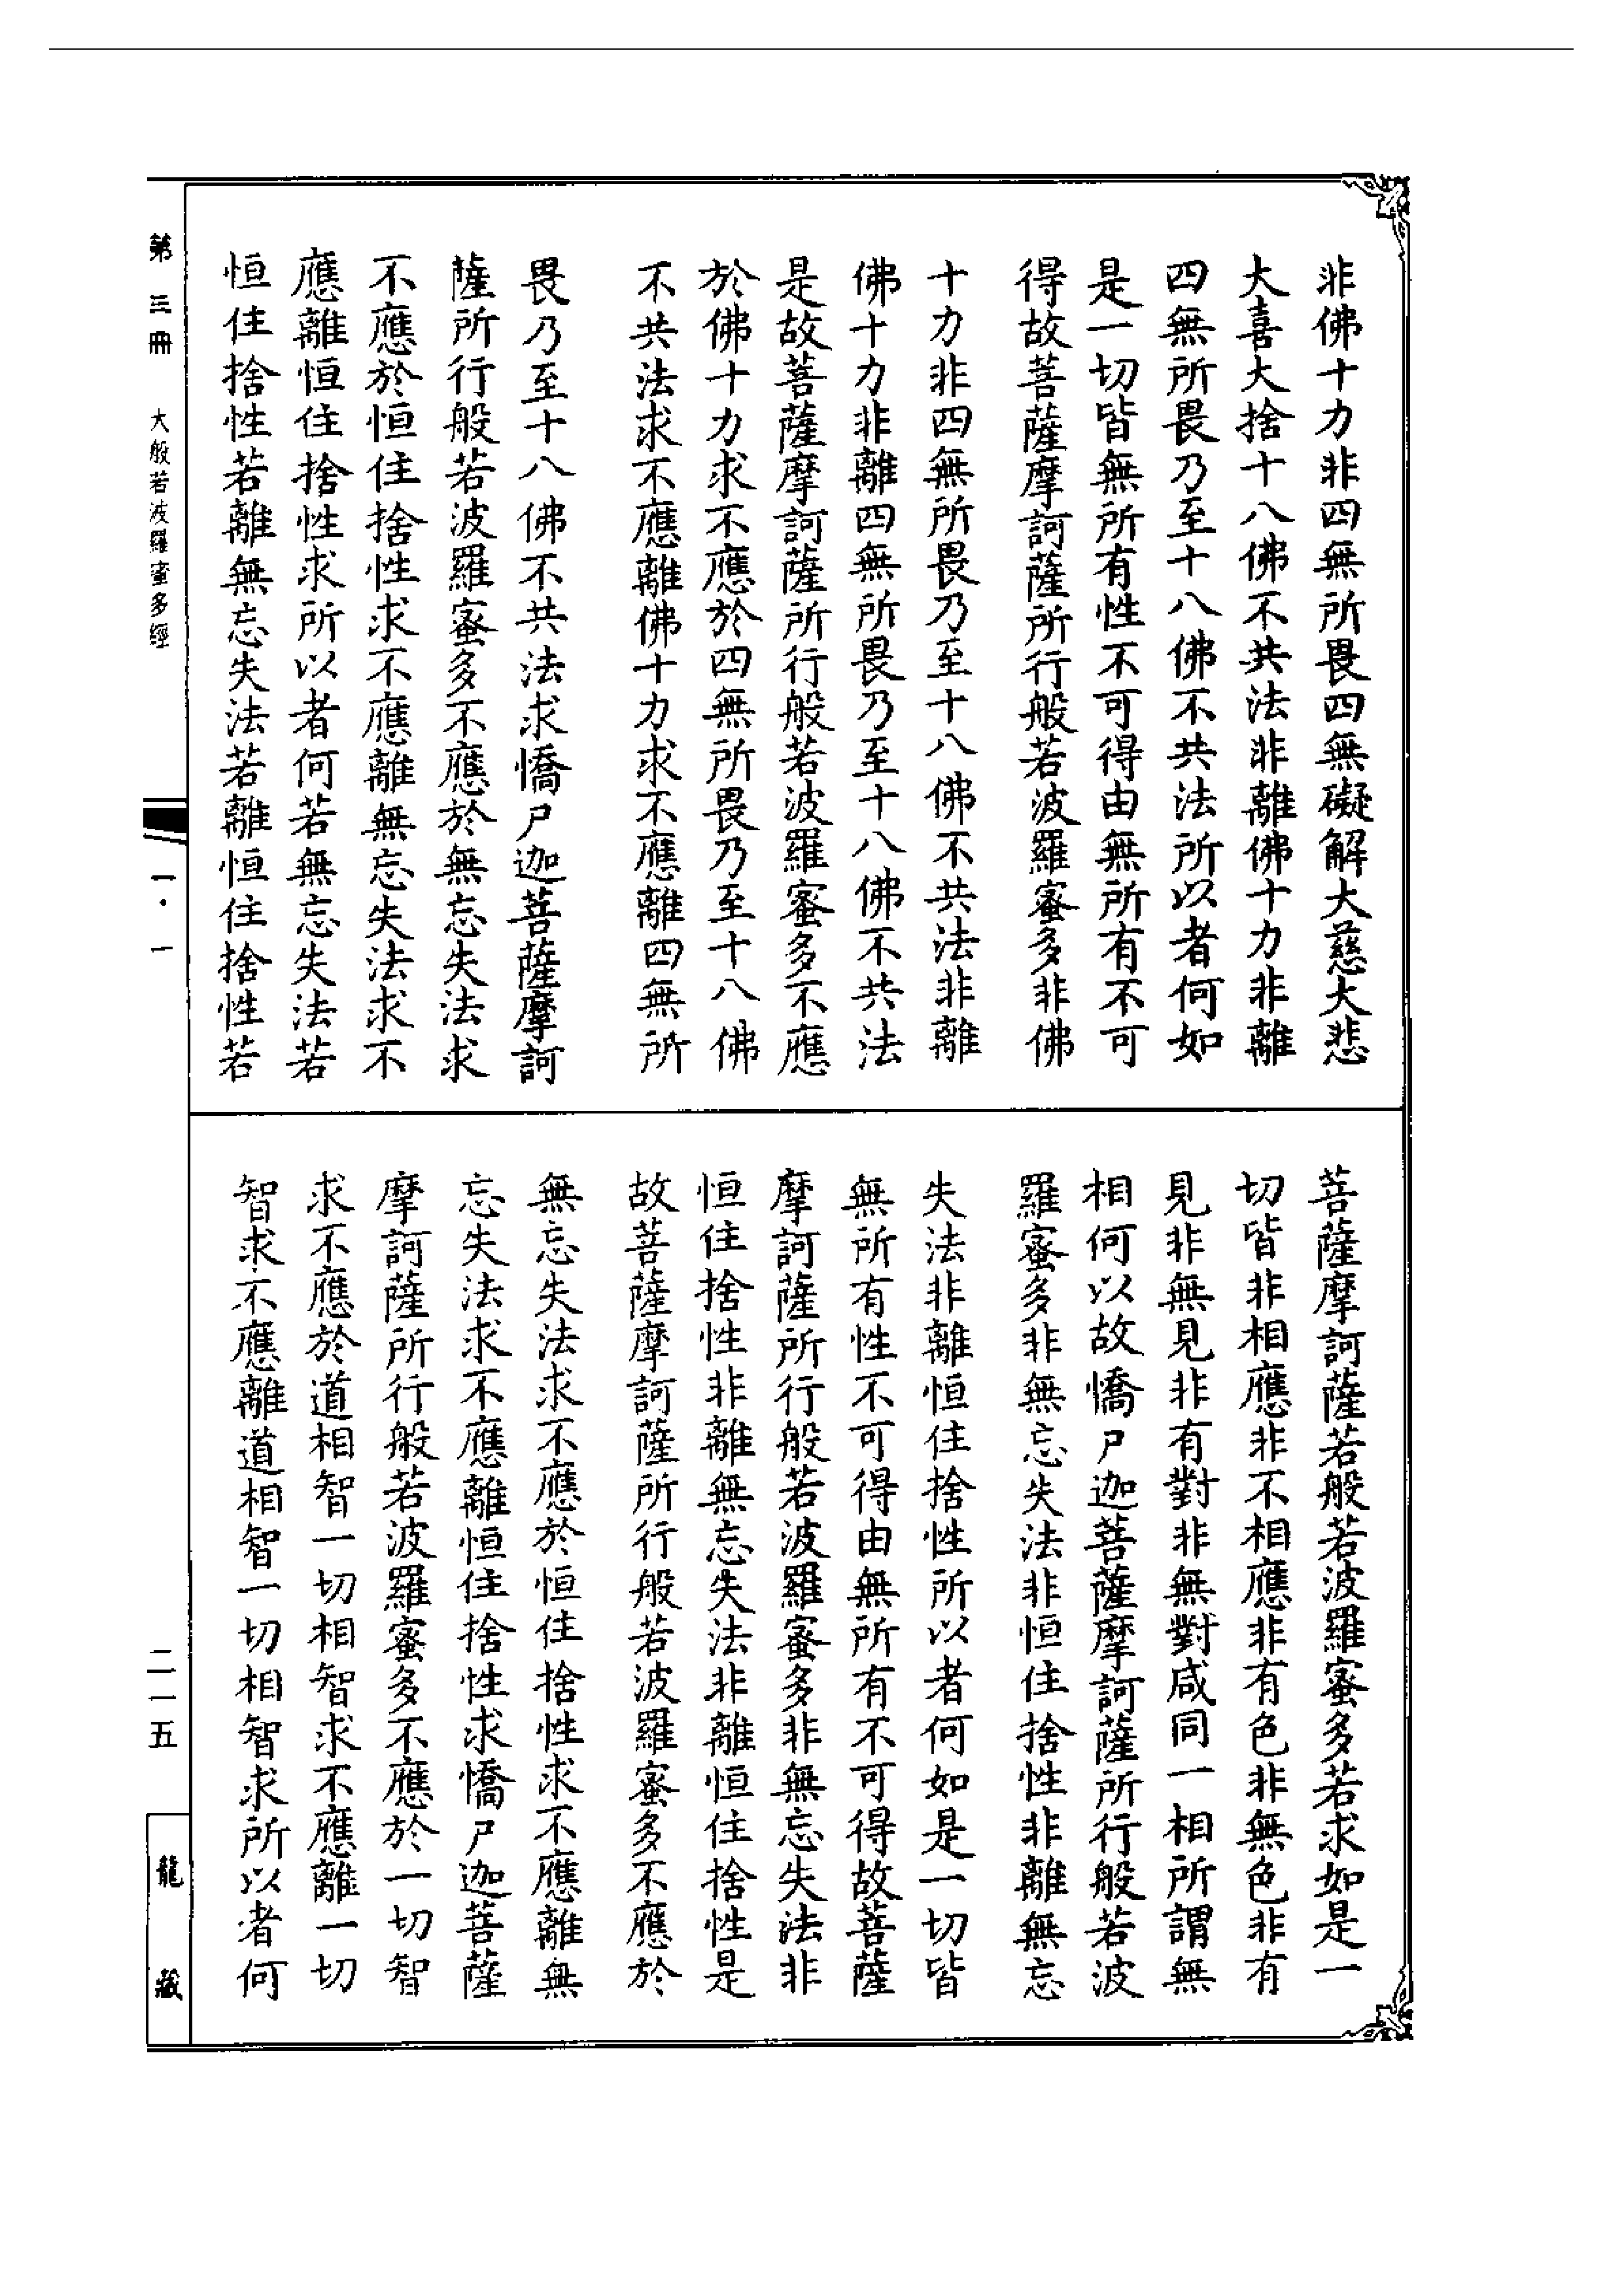 非佛十力非四無所畏四無礙解大慈大悲
大喜大捨十八佛不共法非離佛十力非離
四無所畏乃至十八佛不共法所以者何如
是一切皆無所有性不可得由無所有不可
得故菩薩摩訶薩所行般若波羅蜜多非佛
十力非四無所畏乃至十八佛不共法非離
佛十力非離四無所畏乃至十八佛不共法
是故菩薩摩訶薩所行般若波羅蜜多不應
於佛十力求不應於四無所畏乃至十八佛
不共法求不應離佛十力求不應離四無所
畏乃至十八佛不共法求憍尸迦菩薩摩訶
薩所行般若波羅蜜多不應於無忘失法求
不應於恒住捨性求不應離無忘失法求不
應離恒住捨性求所以者何若無忘失法若
恒住捨性若離無忘失法若離恒住捨性若
菩薩摩訶薩若般若波羅蜜多若求如是一
切皆非相應非不相應非有色非無色非有
見非無見非有對非無對咸同一相所謂無
相何以故憍尸迦菩薩摩訶薩所行般若波
羅蜜多非無忘失法非恒住捨性非離無忘
失法非離恒住捨性所以者何如是一切皆
無所有性不可得由無所有不可得故菩薩
摩訶薩所行般若波羅蜜多非無忘失法非
恒住捨性非離無忘失法非離恒住捨性是
故菩薩摩訶薩所行般若波羅蜜多不應於
無忘失法求不應於恒住捨性求不應離無
忘失法求不應離恒住捨性求憍尸迦菩薩
摩訶薩所行般若波羅蜜多不應於一切智
求不應於道相智一切相智求不應離一切
智求不應離道相智一切相智求所以者何
第三冊 大般若波羅蜜多經 一·一 二一五 龍藏